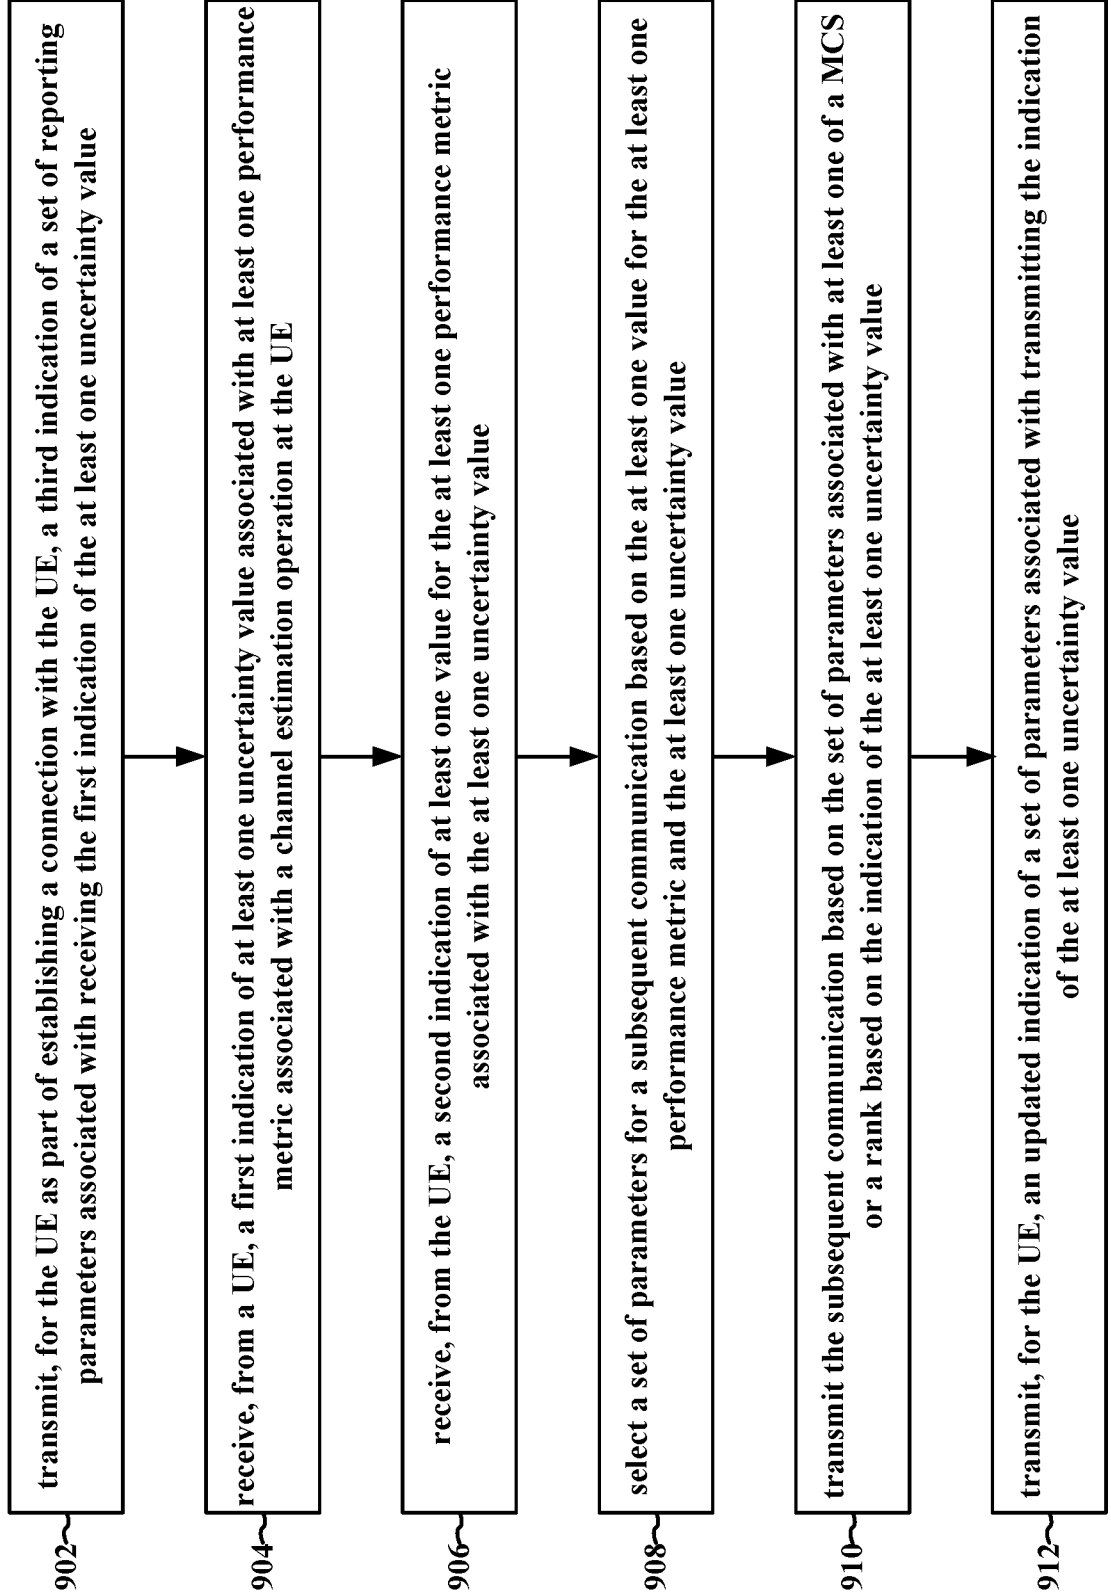 902
transmit, for the UE as part of establishing a connection with the UE, a third indication of a set of reporting
parameters associated with receiving the first indication of the at least one uncertainty value
904
receive, from a UE, a first indication of at least one uncertainty value associated with at least one performance
metric associated with a channel estimation operation at the UE
906
receive, from the UE, a second indication of at least one value for the at least one performance metric
associated with the at least one uncertainty value
908
select a set of parameters for a subsequent communication based on the at least one value for the at least one
performance metric and the at least one uncertainty value
910
transmit the subsequent communication based on the set of parameters associated with at least one of a MCS
or a rank based on the indication of the at least one uncertainty value
912
transmit, for the UE, an updated indication of a set of parameters associated with transmitting the indication
of the at least one uncertainty value